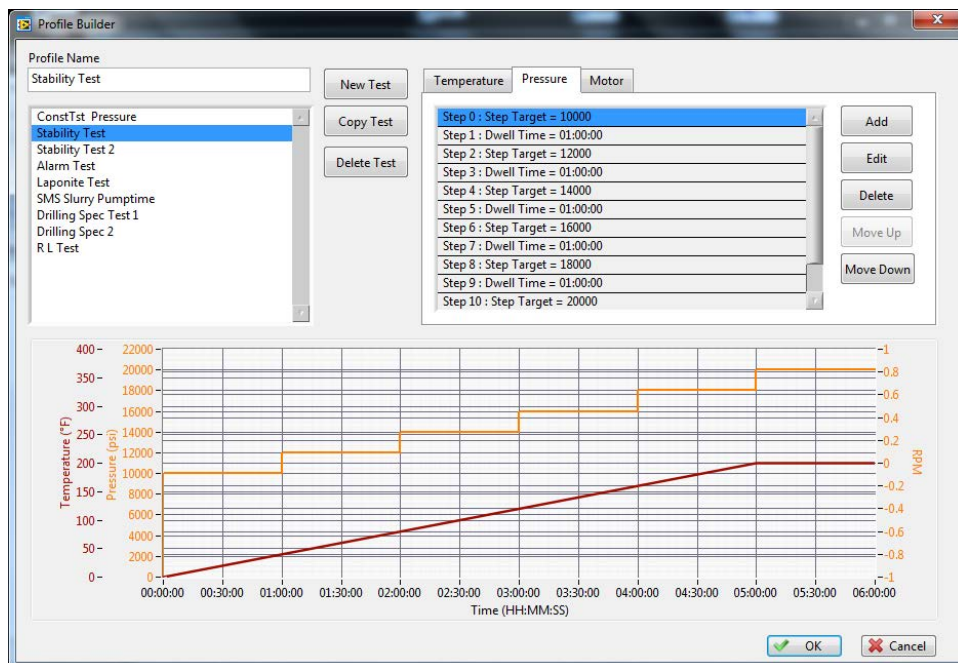 Profile Builder
Profile Name
Stability Test
New Test
Copy Test
Delete Test
ConstTst Pressure
Stability Test
Stability Test 2
Alarm Test
Laponite Test
SMS Slurry Pumptime
Drilling Spec Test 1
Drilling Spec 2
R L Test
Temperature Pressure Motor
Step 0 : Step Target = 10000
Step 1 : Dwell Time = 01:00:00
Step 2 : Step Target = 12000
Step 3 : Dwell Time = 01:00:00
Step 4 : Step Target = 14000
Step 5 : Dwell Time = 01:00:00
Step 6 : Step Target = 16000
Step 7 : Dwell Time = 01:00:00
Step 8 : Step Target = 18000
Step 9 : Dwell Time = 01:00:00
Step 10 : Step Target = 20000
Add
Edit
Delete
Move Up
Move Down
Temperature (°F)
400
350
300
250
200
150
100
50
0
Pressure (psi)
22000
20000
18000
16000
14000
12000
10000
8000
6000
4000
2000
0
1
0.8
0.6
0.4
0.2
0
-0.2
-0.4
-0.6
-0.8
-1
RPM
00:00:00 00:30:00 01:00:00 01:30:00 02:00:00 02:30:00 03:00:00 03:30:00 04:00:00 04:30:00 05:00:00 05:30:00 06:00:00
Time (HH:MM:SS)
OK
Cancel